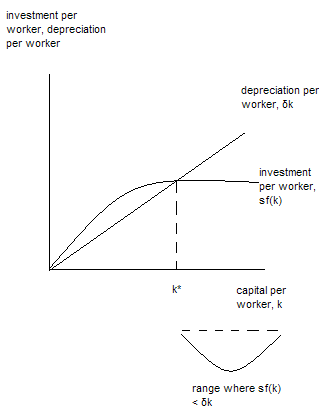 investment per
worker, depreciation
per worker
depreciation per
worker, δk
investment
per worker,
sf(k)
k*
capital per
worker, k
range where sf(k)
< δk